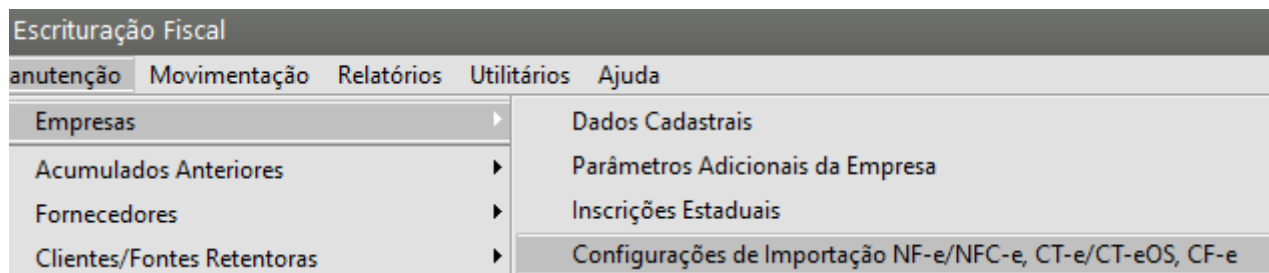 Escrituração Fiscal
anutenção Movimentação Relatórios Utilitários Ajuda
Empresas
Dados Cadastrais
Acumulados Anteriores
Parâmetros Adicionais da Empresa
Fornecedores
Inscrições Estaduais
Clientes/Fontes Retentoras
Configurações de Importação NF-e/NFC-e, CT-e/CT-eOS, CF-e